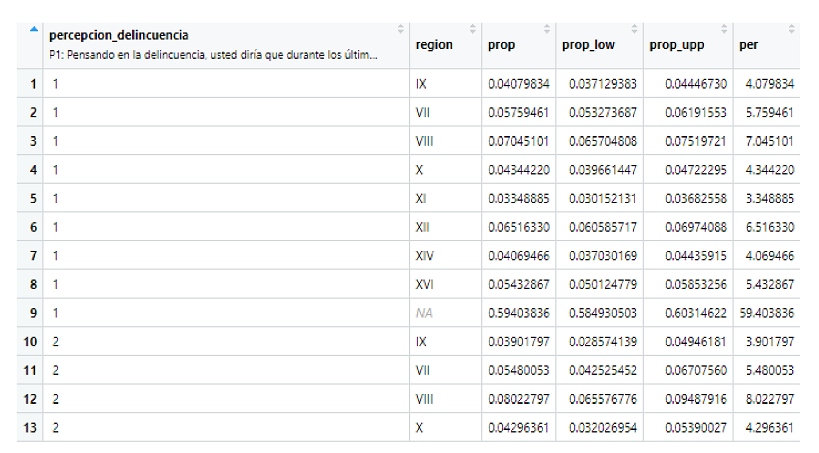 percepcion_delincuencia region prop prop_low prop_upp per
P1: Pensando en la delincuencia, usted diría que durante los últim...
1 1 IX 0.04079834 0.037129383 0.04446730 4.079834
2 1 VII 0.05759461 0.053273687 0.06191553 5.759461
3 1 VIII 0.07045101 0.065704808 0.07519721 7.045101
4 1 X 0.04344220 0.039661447 0.04722295 4.344220
5 1 XI 0.03348885 0.030152131 0.03682558 3.348885
6 1 XII 0.06516330 0.060585717 0.06974088 6.516330
7 1 XIV 0.04069466 0.037030169 0.04435915 4.069466
8 1 XVI 0.05432867 0.050124779 0.05853256 5.432867
9 1 NA 0.59403836 0.584930503 0.60314622 59.403836
10 2 IX 0.03901797 0.028574139 0.04946181 3.901797
11 2 VII 0.05480053 0.042525452 0.06707560 5.480053
12 2 VIII 0.08022797 0.065576776 0.09487916 8.022797
13 2 X 0.04296361 0.032026954 0.05390027 4.296361